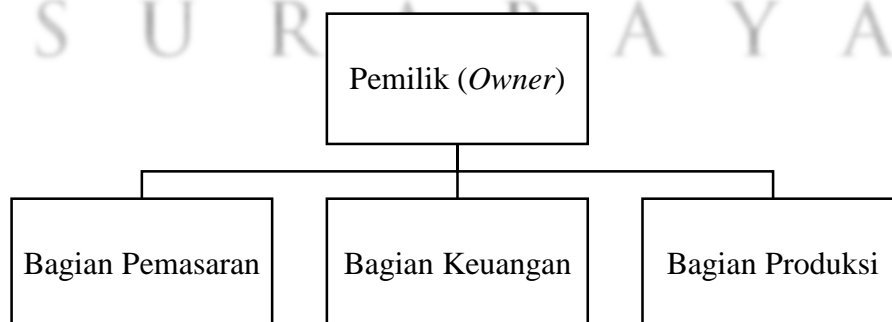 S U R A B A Y A
Pemilik (Owner)
Bagian Pemasaran
Bagian Keuangan
Bagian Produksi